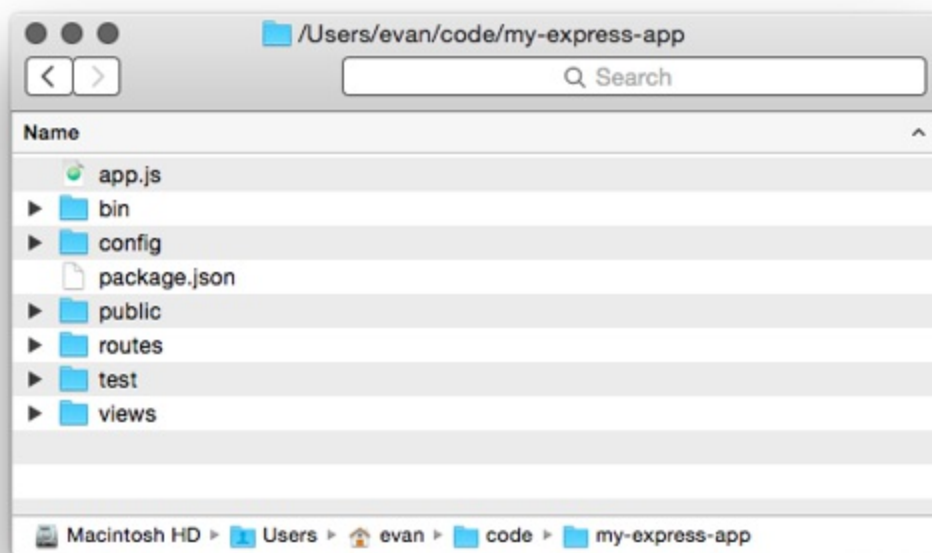 /Users/evan/code/my-express-app
Search
Name
app.js
bin
config
package.json
public
routes
test
views
Macintosh HD ▸ Users ▸ evan ▸ code ▸ my-express-app